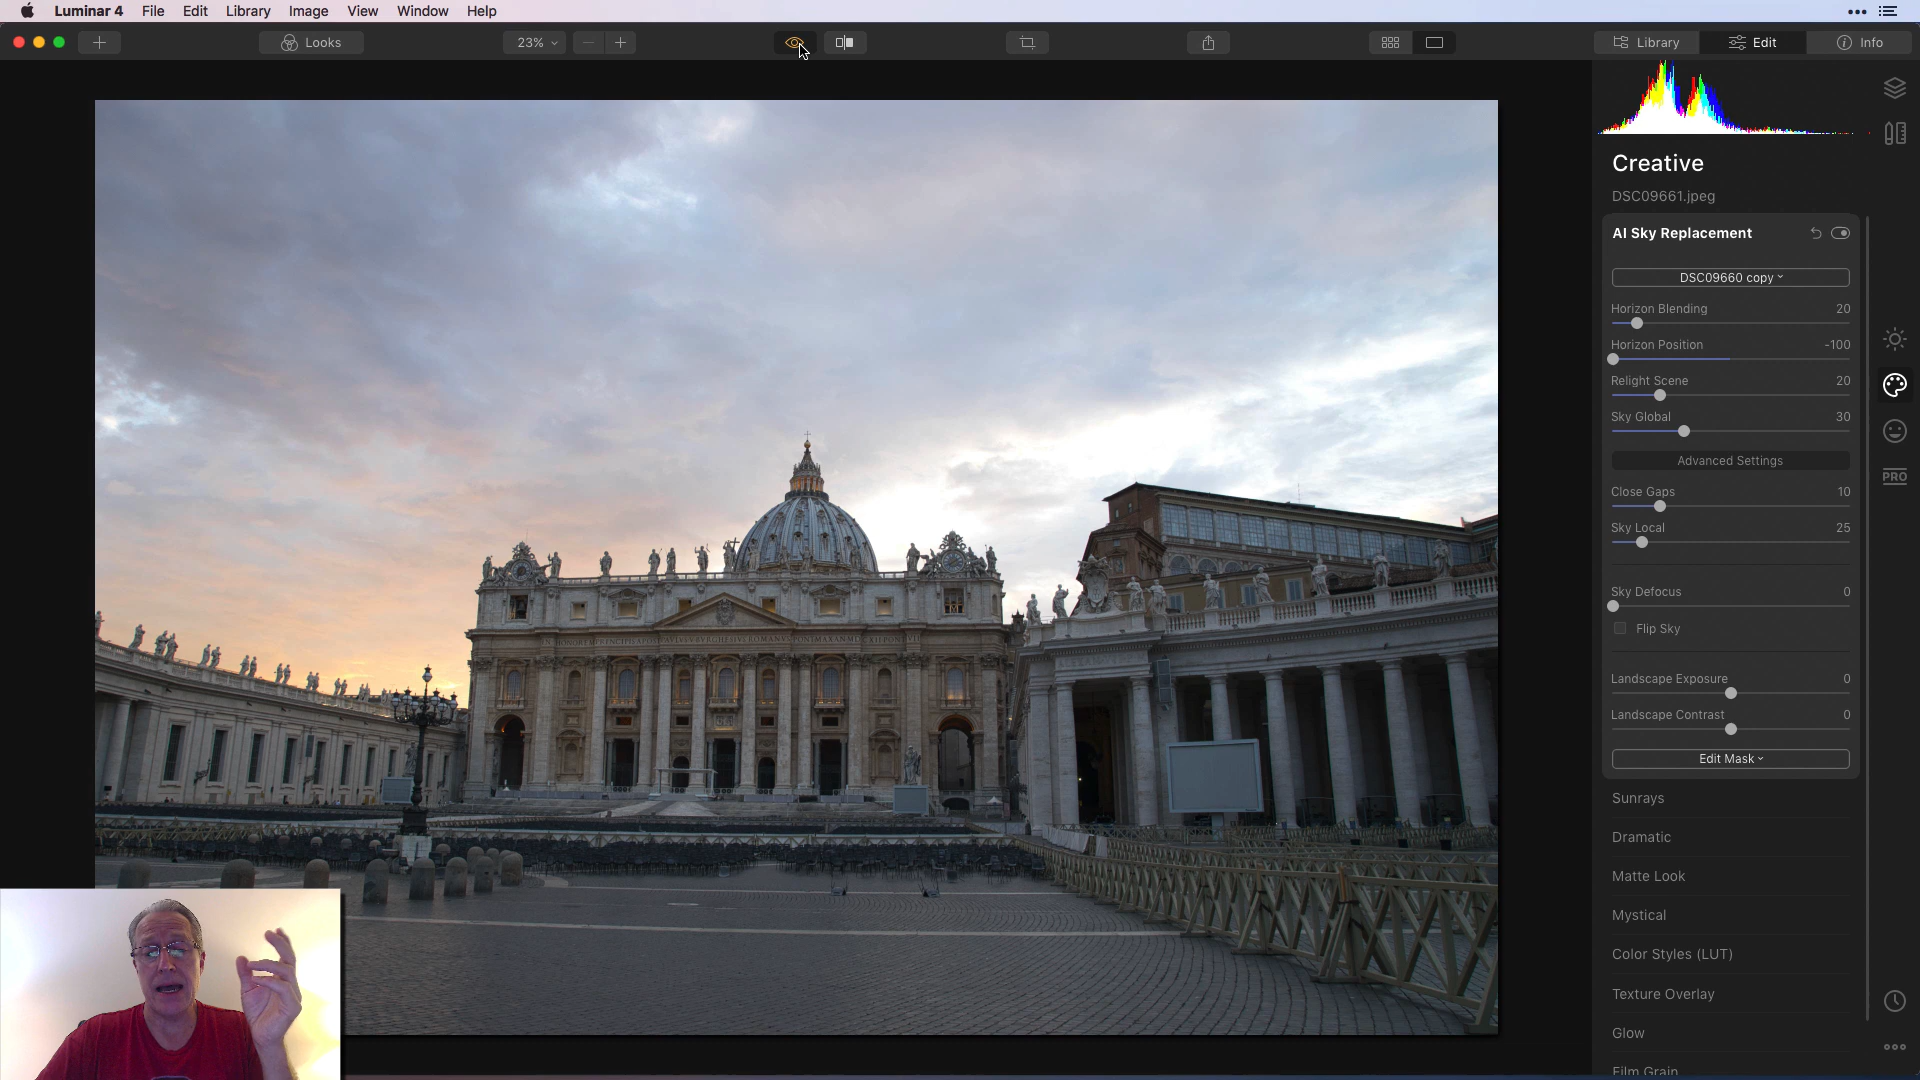 Luminar 4 File Edit Library Image View Window Help
Looks 23% Library Edit Info
Creative
DSC09661.jpeg
AI Sky Replacement
DSC09660 copy
Horizon Blending 20
Horizon Position -100
Relight Scene 20
Sky Global 30
Advanced Settings
PRO
Close Gaps 10
Sky Local 25
Sky Defocus 0
Flip Sky
Landscape Exposure 0
Landscape Contrast 0
Edit Mask
Sunrays
Dramatic
Matte Look
Mystical
Color Styles (LUT)
Texture Overlay
Glow
Film Grain